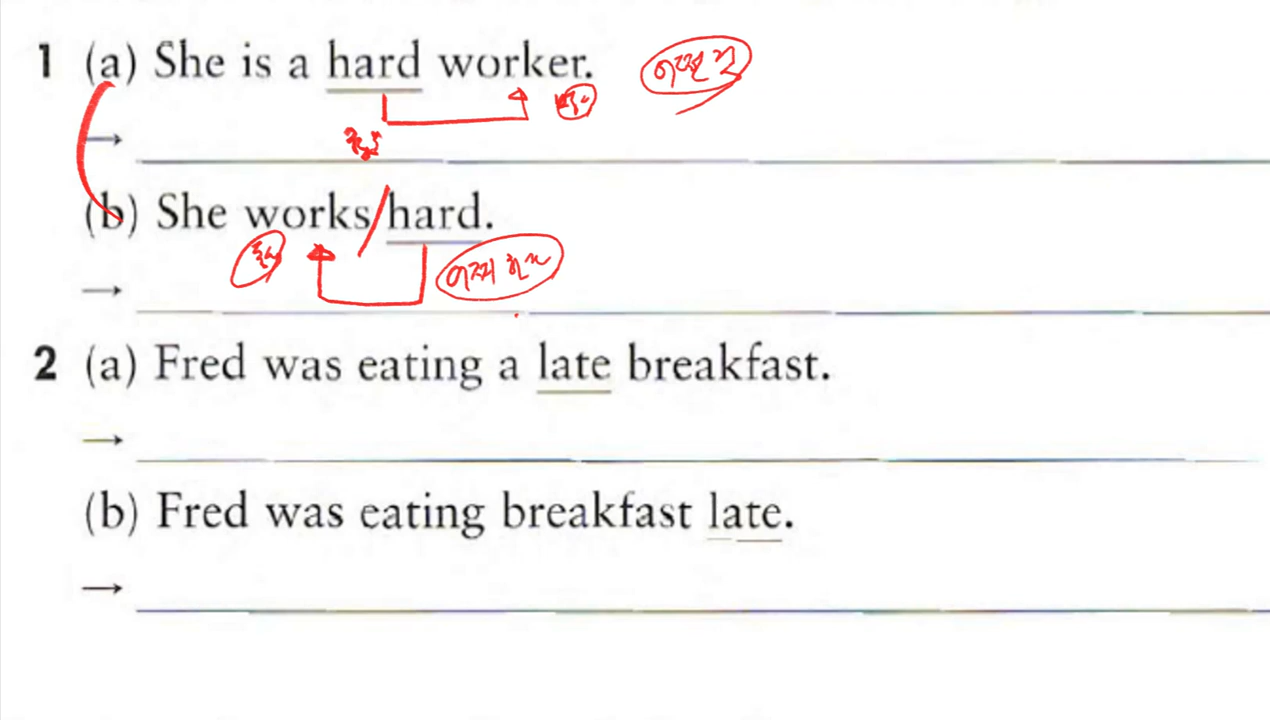 1 (a) She is a hard worker.
→
(b) She works/hard.
→
2 (a) Fred was eating a late breakfast.
→
(b) Fred was eating breakfast late.
→